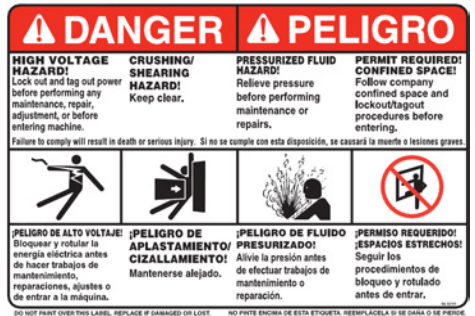 DANGER
PELIGRO
HIGH VOLTAGE
HAZARD!
Lock out and tag out power
before performing any
maintenance, repair,
adjustment, or before
entering machine.
CRUSHING/
SHEARING
HAZARD!
Keep clear.
PRESSURIZED FLUID
HAZARD!
Relieve pressure
before performing
maintenance or
repairs.
PERMIT REQUIRED!
CONFINED SPACE!
Follow company
confined space and
lockout/tagout
procedures before
entering.
Failure to comply will result in death or serious injury. Si no se cumple con esta disposición, se causará la muerte o lesiones graves.
¡PELIGRO DE ALTO VOLTAJE!
Bloquear y rotular la
energía eléctrica antes
de hacer trabajos de
mantenimiento,
reparaciones, ajustes o
de entrar a la máquina.
¡PELIGRO DE
APLASTAMIENTO/
CIZALLAMIENTO!
Mantenerse alejado.
¡PELIGRO DE FLUIDO
PRESURIZADO!
Alivie la presión antes
de efectuar trabajos de
mantenimiento o
reparación.
¡PERMISO REQUERIDO!
¡ESPACIOS ESTRECHOS!
Seguir los
procedimientos de
bloqueo y rotulado
antes de entrar.
DO NOT PAINT OVER THIS LABEL. REPLACE IF DAMAGED OR LOST. NO PINTE ENCIMA DE ESTA ETIQUETA. REEMPLÁCELA SI SE DAÑA O SE PIERDE.